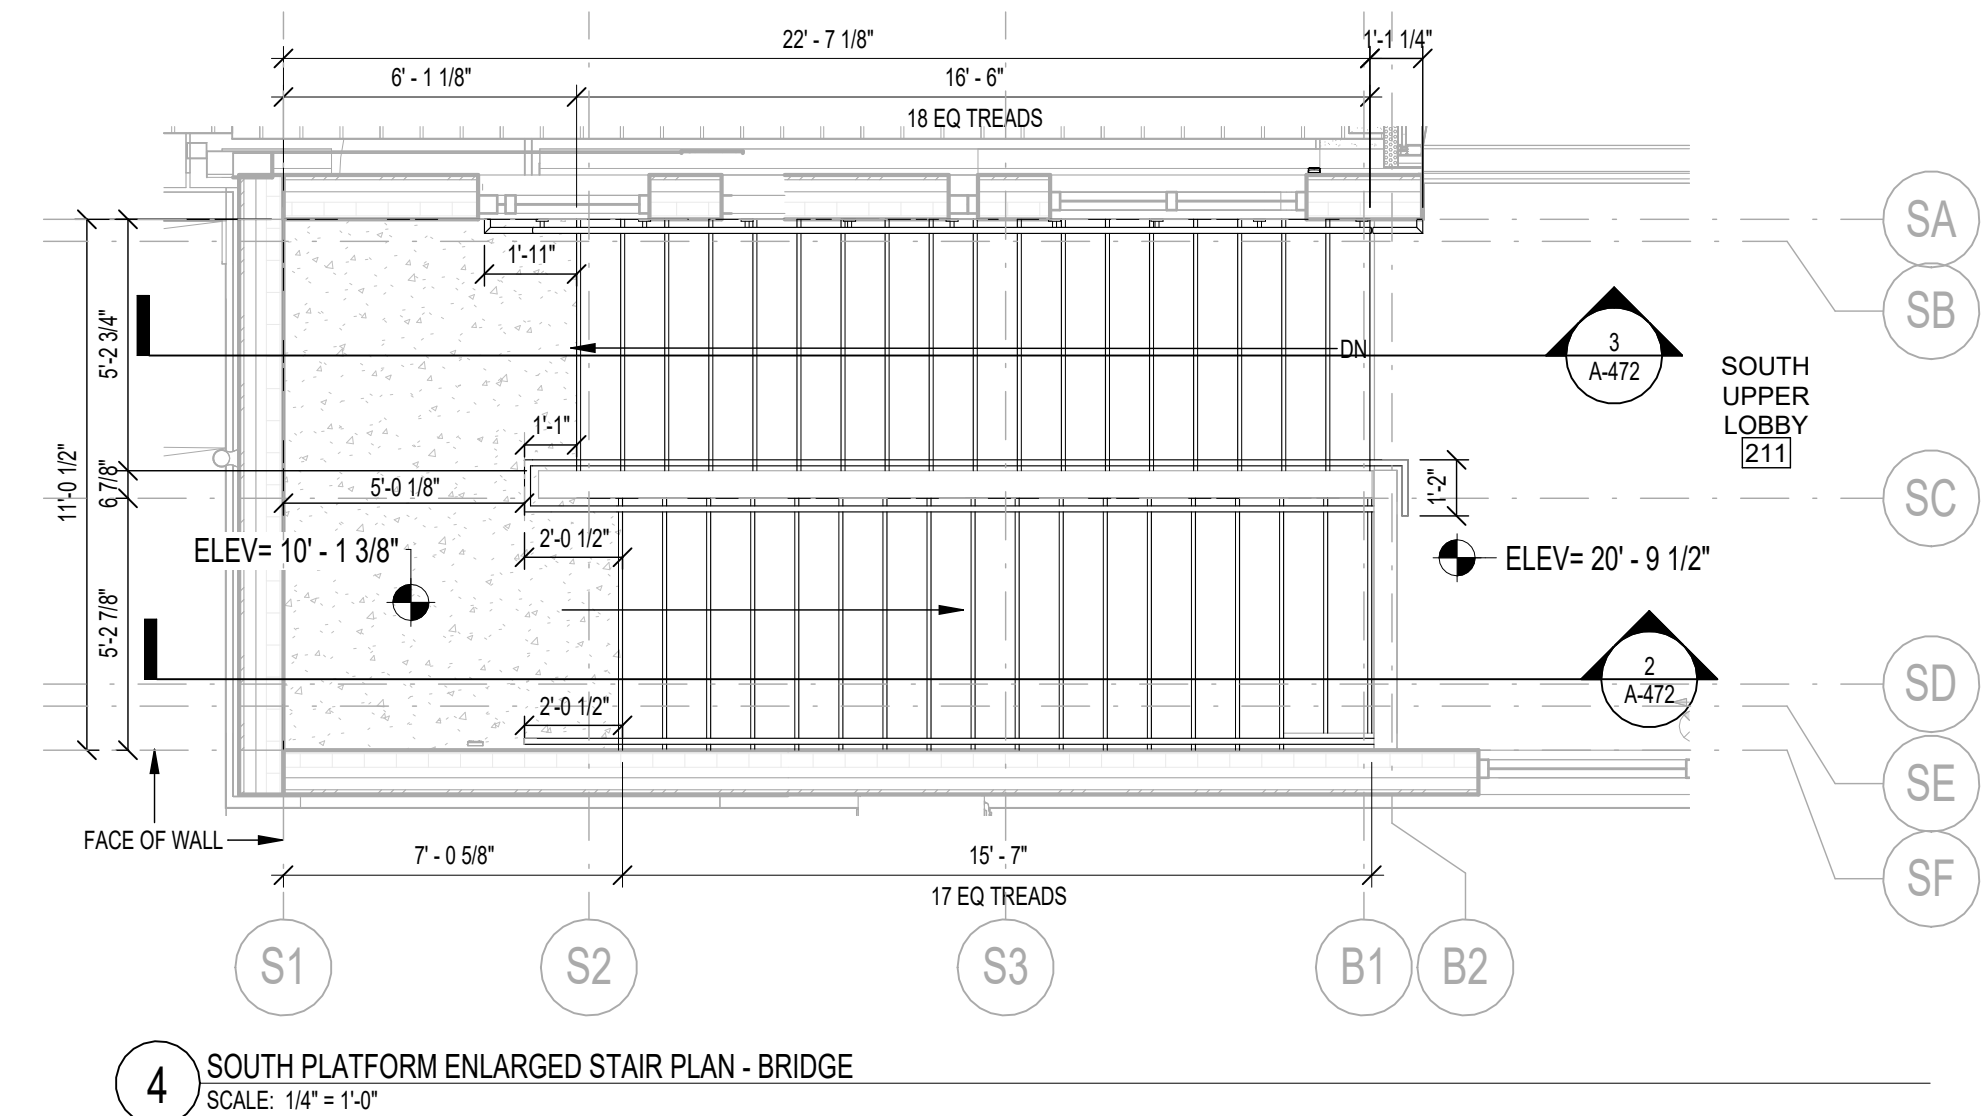 22' - 7 1/8"
1'-1 1/4"
6' - 1 1/8"
16' - 6"
18 EQ TREADS
SA
1'-11"
SB
5'-2 3/4"
DN
3
A-472
SOUTH
UPPER
LOBBY
211
1'-1"
11'-0 1/2"
6 7/8"
5'-0 1/8"
1'-2"
SC
ELEV= 10' - 1 3/8"
2'-0 1/2"
ELEV= 20' - 9 1/2"
5'-2 7/8"
2
A-472
SD
2'-0 1/2"
SE
FACE OF WALL
7' - 0 5/8"
15' - 7"
17 EQ TREADS
SF
S1
S2
S3
B1
B2
4
SOUTH PLATFORM ENLARGED STAIR PLAN - BRIDGE
SCALE: 1/4" = 1'-0"